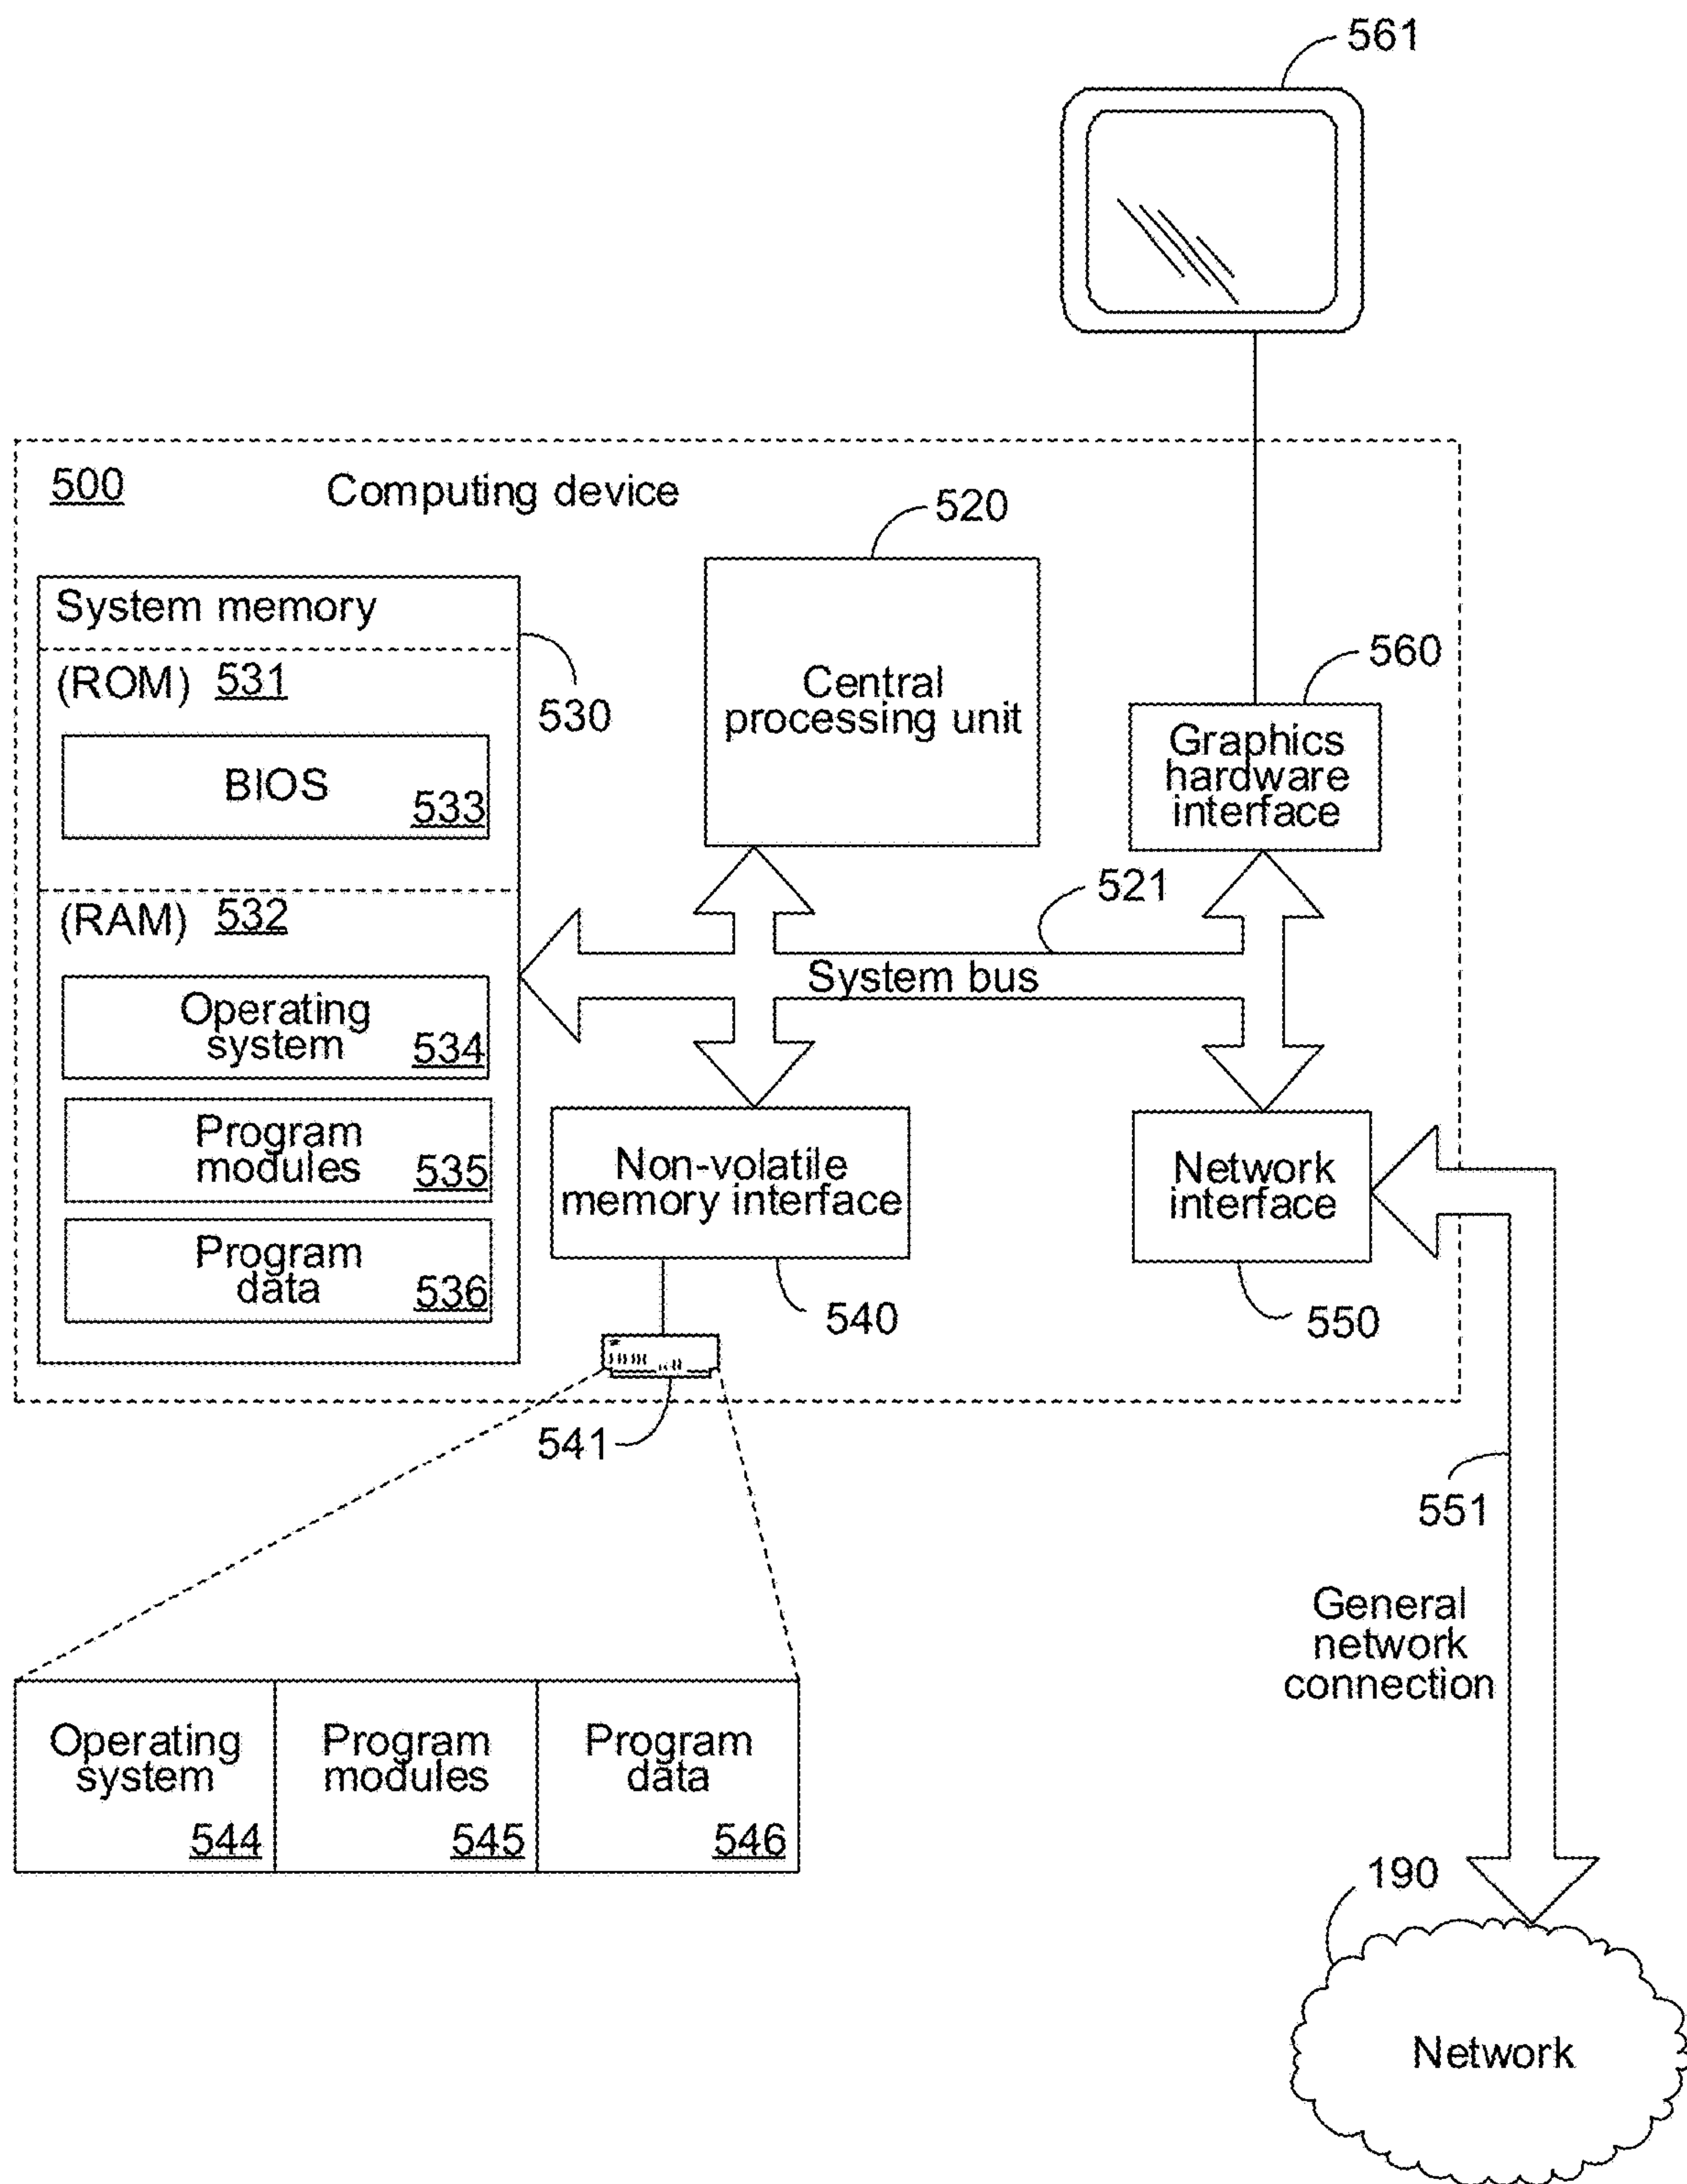 561
500
Computing device
520
System memory
(ROM) 531
530
BIOS
533
Central
processing unit
560
Graphics
hardware
interface
521
(RAM) 532
System bus
Operating
system
534
Program
modules
535
Program
data
536
Non-volatile
memory interface
540
Network
interface
550
541
551
General
network
connection
Operating
system
544
Program
modules
545
Program
data
546
190
Network